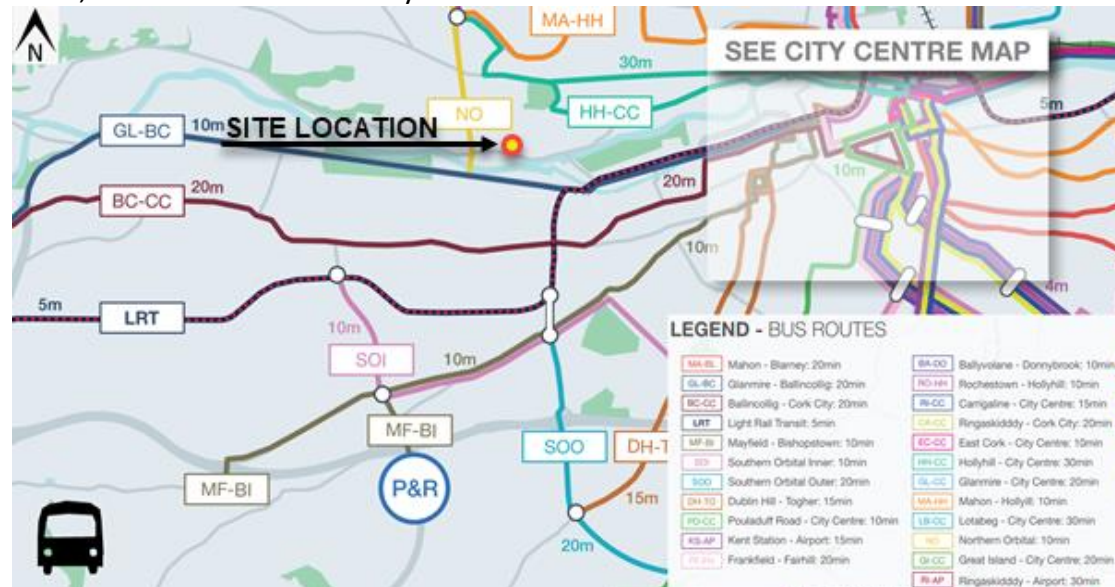 N
MA-HH
SEE CITY CENTRE MAP
30m
NO
HH-CC
GL-BC
10m
SITE LOCATION
5m
BC-CC
20m
20m
10m
10m
5m
LRT
10m
10m
SOI
4m
LEGEND - BUS ROUTES
MA-BL Mahon - Blarney: 20min
GL-BC Glanmire - Ballincollig: 20min
BC-CC Ballincollig - Cork City: 20min
LRT Light Rail Transit: 5min
MF-BI Mayfield - Bishopstown: 10min
SOI Southern Orbital Inner: 10min
SOO Southern Orbital Outer: 20min
DH-TO Dublin Hill - Togher: 15min
PO-CC Pouladuff Road - City Centre: 10min
KS-AP Kent Station - Airport: 15min
Frankfield - Fairhill: 20min
BA-DO Ballyvolane - Donnybrook: 10min
RO-HH Rochestown - Hollyhill: 10min
RI-CC Carrigaline - City Centre: 15min
CA-CC Ringaskidddy - Cork City: 20min
EC-CC East Cork - City Centre: 10min
HH-CC Hollyhill - City Centre: 30min
GL-CC Glanmire - City Centre: 20min
MA-HH Mahon - Hollyill: 10min
LB-CC Lotabeg - City Centre: 30min
NO Northern Orbital: 10min
GI-CC Great Island - City Centre: 20min
RI-AP Ringaskidddy - Airport: 30min
MF-BI
MF-BI
P&R
SOO
DH-T
15m
20m